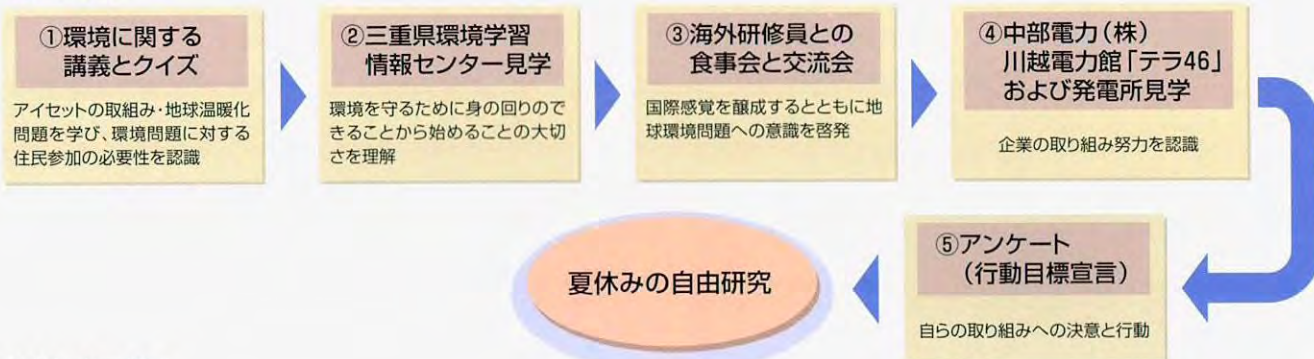 ①環境に関する
講義とクイズ
アイセットの取組み・地球温暖化
問題を学び、環境問題に対する
住民参加の必要性を認識
②三重県環境学習
情報センター見学
環境を守るために身の回りので
きることから始めることの大切
さを理解
③海外研修員との
食事会と交流会
国際感覚を醸成するとともに地
球環境問題への意識を啓発
④中部電力(株)
川越電力館「テラ46」
および発電所見学
企業の取り組み努力を認識
⑤アンケート
(行動目標宣言)
自らの取り組みへの決意と行動
夏休みの自由研究